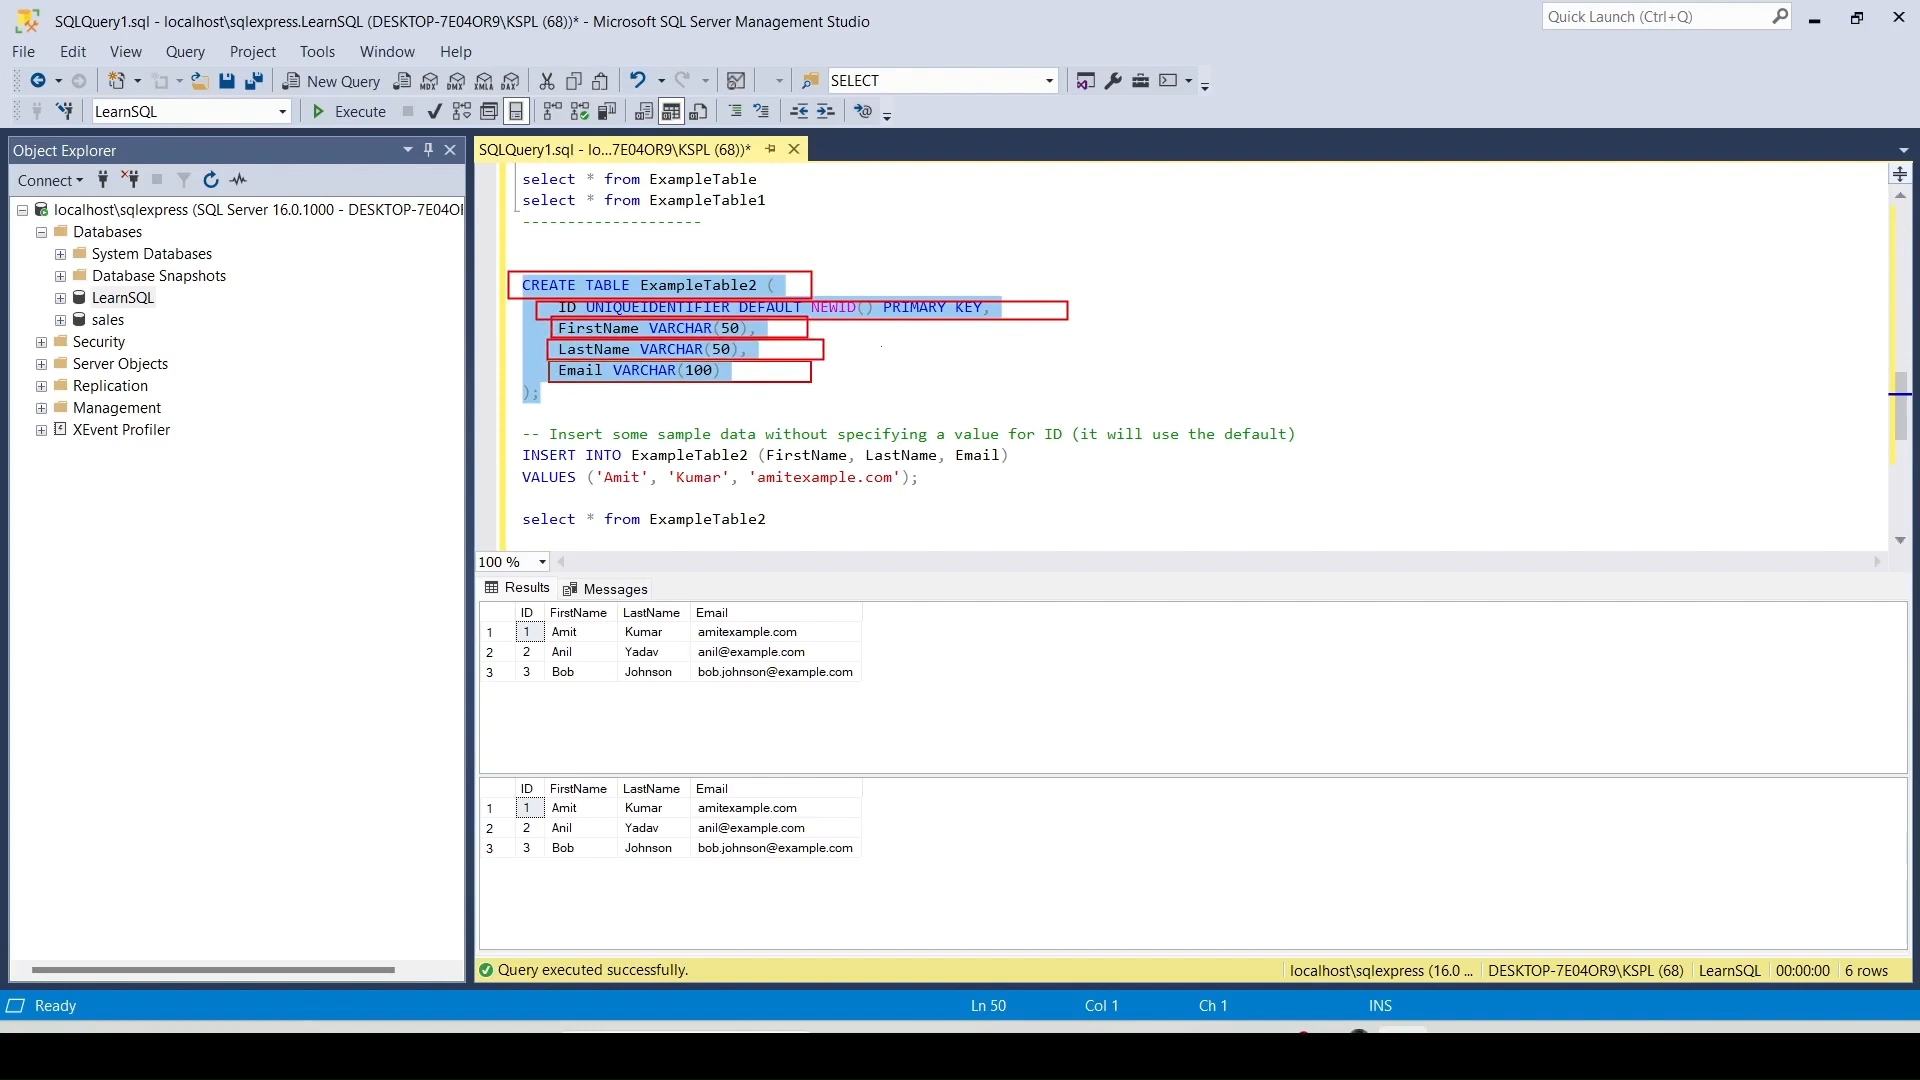 SQLQuery1.sql - localhost\sqlexpress.LearnSQL (DESKTOP-7E04OR9\KSPL (68))* - Microsoft SQL Server Management Studio
Quick Launch (Ctrl+Q)
File Edit View Query Project Tools Window Help
New Query MDX DMX XMLA DAX SELECT
LearnSQL Execute
Object Explorer
SQLQuery1.sql - lo...7E04OR9\KSPL (68))*
Connect
localhost\sqlexpress (SQL Server 16.0.1000 - DESKTOP-7E04O
Databases
System Databases
Database Snapshots
LearnSQL
sales
Security
Server Objects
Replication
Management
XEvent Profiler
select * from ExampleTable
select * from ExampleTable1
--------------------
CREATE TABLE ExampleTable2 (
ID UNIQUEIDENTIFIER DEFAULT NEWID() PRIMARY KEY,
FirstName VARCHAR(50),
LastName VARCHAR(50),
Email VARCHAR(100)
);
-- Insert some sample data without specifying a value for ID (it will use the default)
INSERT INTO ExampleTable2 (FirstName, LastName, Email)
VALUES ('Amit', 'Kumar', 'amitexample.com');
select * from ExampleTable2
100 %
Results Messages
ID FirstName LastName Email
1 1 Amit Kumar amitexample.com
2 2 Anil Yadav anil@example.com
3 3 Bob Johnson bob.johnson@example.com
ID FirstName LastName Email
1 1 Amit Kumar amitexample.com
2 2 Anil Yadav anil@example.com
3 3 Bob Johnson bob.johnson@example.com
Query executed successfully. localhost\sqlexpress (16.0 ... DESKTOP-7E04OR9\KSPL (68) LearnSQL 00:00:00 6 rows
Ready Ln 50 Col 1 Ch 1 INS